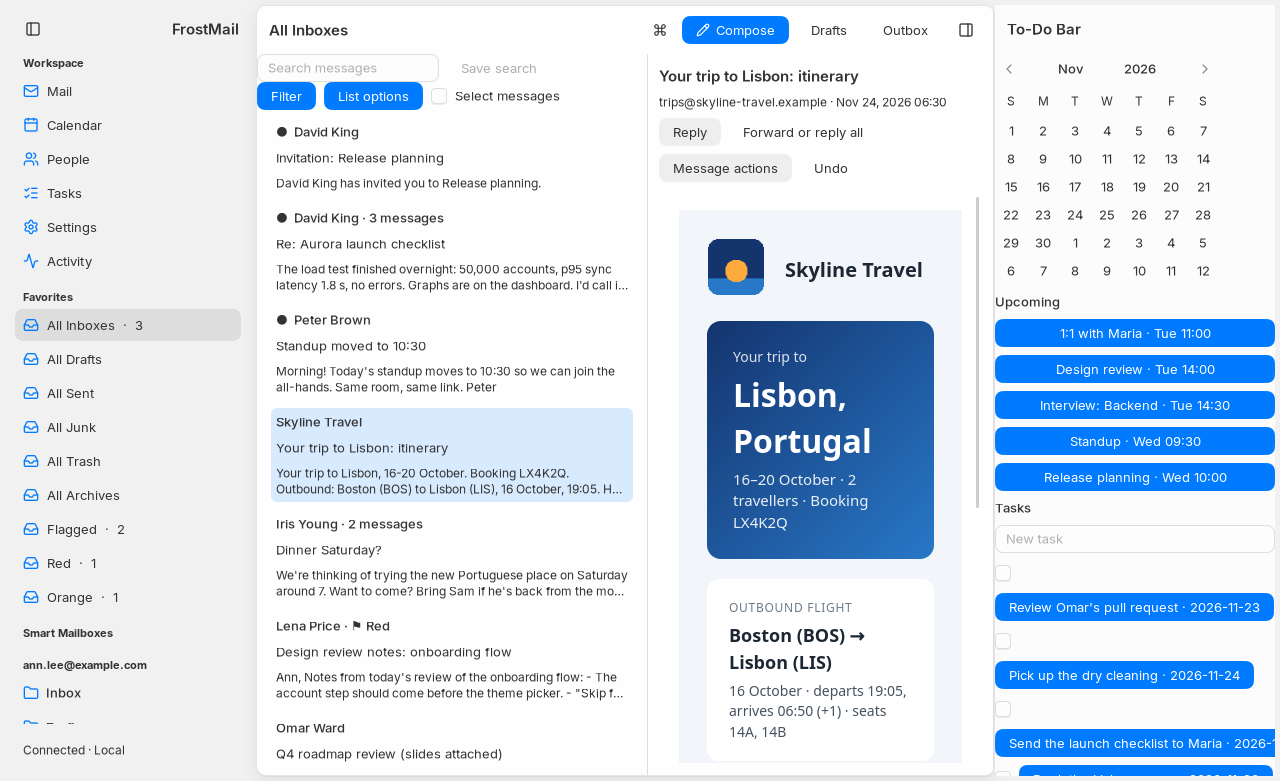 FrostMail
Workspace
Mail
Calendar
People
Tasks
Settings
Activity
Favorites
All Inboxes · 3
All Drafts
All Sent
All Junk
All Trash
All Archives
Flagged · 2
Red · 1
Orange · 1
Smart Mailboxes
ann.lee@example.com
Inbox
Connected · Local
All Inboxes
⌘ Compose Drafts Outbox
Search messages Save search
Filter List options Select messages
● David King
Invitation: Release planning
David King has invited you to Release planning.
● David King · 3 messages
Re: Aurora launch checklist
The load test finished overnight: 50,000 accounts, p95 sync
latency 1.8 s, no errors. Graphs are on the dashboard. I'd call i...
● Peter Brown
Standup moved to 10:30
Morning! Today's standup moves to 10:30 so we can join the
all-hands. Same room, same link. Peter
Skyline Travel
Your trip to Lisbon: itinerary
Your trip to Lisbon, 16-20 October. Booking LX4K2Q.
Outbound: Boston (BOS) to Lisbon (LIS), 16 October, 19:05. H...
Iris Young · 2 messages
Dinner Saturday?
We're thinking of trying the new Portuguese place on Saturday
around 7. Want to come? Bring Sam if he's back from the mo...
Lena Price · ⚑ Red
Design review notes: onboarding flow
Ann, Notes from today's review of the onboarding flow: - The
account step should come before the theme picker. - "Skip f...
Omar Ward
Q4 roadmap review (slides attached)
Your trip to Lisbon: itinerary
trips@skyline-travel.example · Nov 24, 2026 06:30
Reply Forward or reply all
Message actions Undo
Skyline Travel
Your trip to
Lisbon,
Portugal
16–20 October · 2
travellers · Booking
LX4K2Q
OUTBOUND FLIGHT
Boston (BOS) →
Lisbon (LIS)
16 October · departs 19:05,
arrives 06:50 (+1) · seats
14A, 14B
To-Do Bar
Nov 2026
S M T W T F S
1 2 3 4 5 6 7
8 9 10 11 12 13 14
15 16 17 18 19 20 21
22 23 24 25 26 27 28
29 30 1 2 3 4 5
6 7 8 9 10 11 12
Upcoming
1:1 with Maria · Tue 11:00
Design review · Tue 14:00
Interview: Backend · Tue 14:30
Standup · Wed 09:30
Release planning · Wed 10:00
Tasks
New task
Review Omar's pull request · 2026-11-23
Pick up the dry cleaning · 2026-11-24
Send the launch checklist to Maria · 2026-1